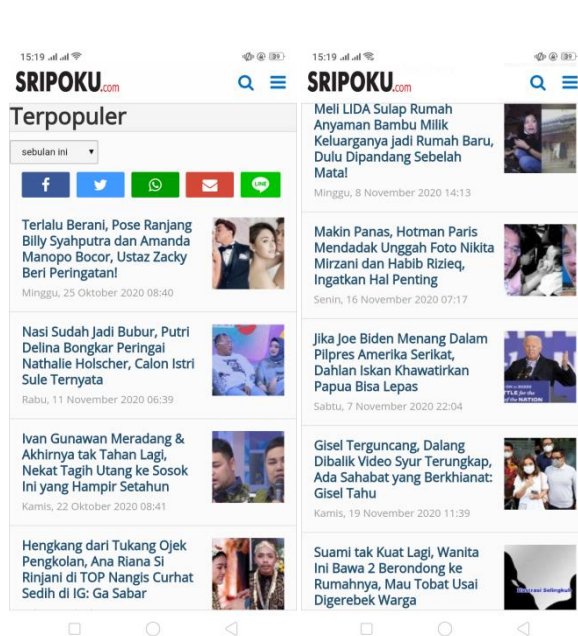 15:19
SRIPOKU.com
Terpopuler
sebulan ini
LINE
Terlalu Berani, Pose Ranjang
Billy Syahputra dan Amanda
Manopo Bocor, Ustaz Zacky
Beri Peringatan!
Minggu, 25 Oktober 2020 08:40
Nasi Sudah Jadi Bubur, Putri
Delina Bongkar Peringai
Nathalie Holscher, Calon Istri
Sule Ternyata
Rabu, 11 November 2020 06:39
Ivan Gunawan Meradang &
Akhirnya tak Tahan Lagi,
Nekat Tagih Utang ke Sosok
Ini yang Hampir Setahun
Kamis, 22 Oktober 2020 08:41
Hengkang dari Tukang Ojek
Pengkolan, Ana Riana Si
Rinjani di TOP Nangis Curhat
Sedih di IG: Ga Sabar
15:19
SRIPOKU.com
Meli LIDA Sulap Rumah
Anyaman Bambu Milik
Keluarganya jadi Rumah Baru,
Dulu Dipandang Sebelah
Mata!
Minggu, 8 November 2020 14:13
Makin Panas, Hotman Paris
Mendadak Unggah Foto Nikita
Mirzani dan Habib Rizieq,
Ingatkan Hal Penting
Senin, 16 November 2020 07:17
Jika Joe Biden Menang Dalam
Pilpres Amerika Serikat,
Dahlan Iskan Khawatirkan
Papua Bisa Lepas
Sabtu, 7 November 2020 22:04
TTLE for the
of the NATION
Gisel Terguncang, Dalang
Dibalik Video Syur Terungkap,
Ada Sahabat yang Berkhianat:
Gisel Tahu
Kamis, 19 November 2020 11:39
Suami tak Kuat Lagi, Wanita
Ini Bawa 2 Berondong ke
Rumahnya, Mau Tobat Usai
Digerebek Warga